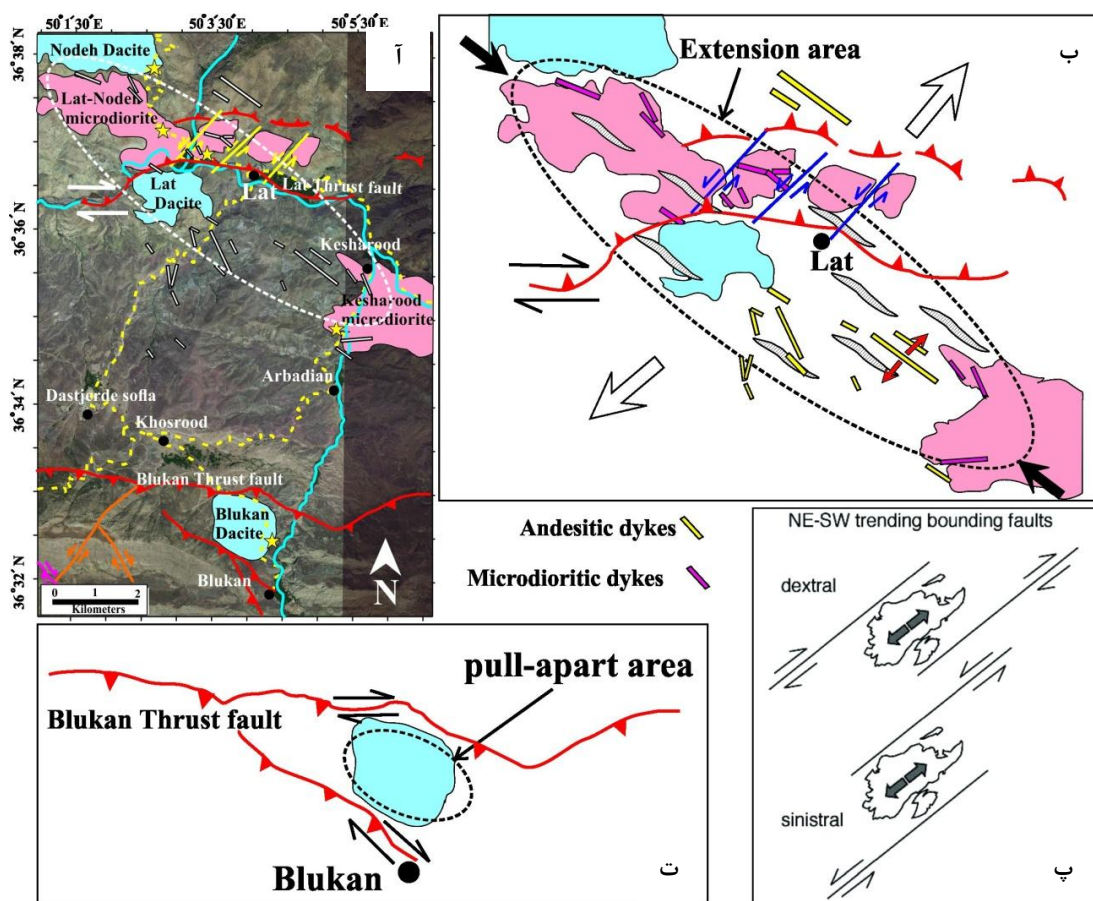 50°1′30″E
50°3′30″E
50°5′30″E
36°38′N
36°36′N
36°34′N
36°32′N
آ
Nodeh Dacite
Lat-Nodeh
microdiorite
Lat
Dacite
Lat
Lat-Thrust fault
Kesharood
Kesharood
microdiorite
Arbadian
Dastjerde sofla
Khosrood
Blukan Thrust fault
Blukan
Dacite
Blukan
0 1 2
Kilometers
N
ب
Extension area
Lat
Andesitic dykes
Microdioritic dykes
NE-SW trending bounding faults
dextral
sinistral
پ
pull-apart area
Blukan Thrust fault
Blukan
ت